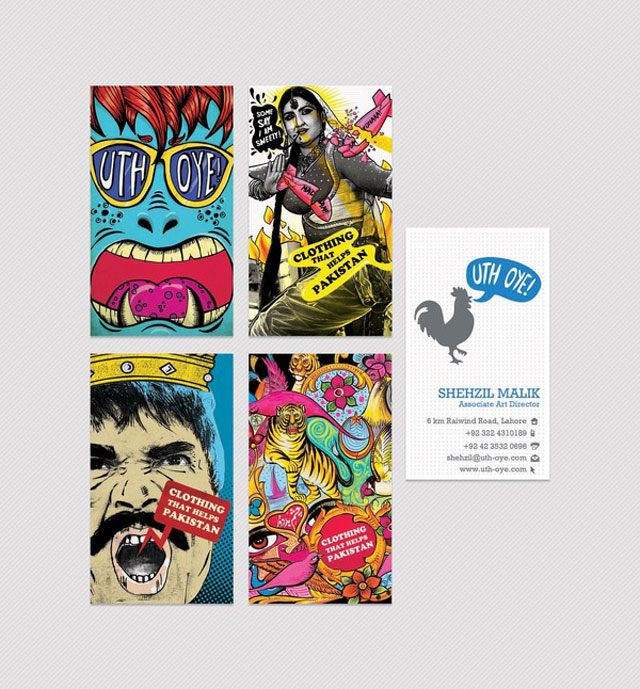 UTH OYE!
SOME
SAY
I AM
SWEETY!
CLOTHING
THAT HELPS
PAKISTAN
UTH OYE!
SHEHZIL MALIK
Associate Art Director
6 km Raiwind Road, Lahore
+92 322 4310189
+92 42 3532 0696
shehzil@uth-oye.com
www.uth-oye.com
CLOTHING
THAT HELPS
PAKISTAN
CLOTHING
THAT HELPS
PAKISTAN